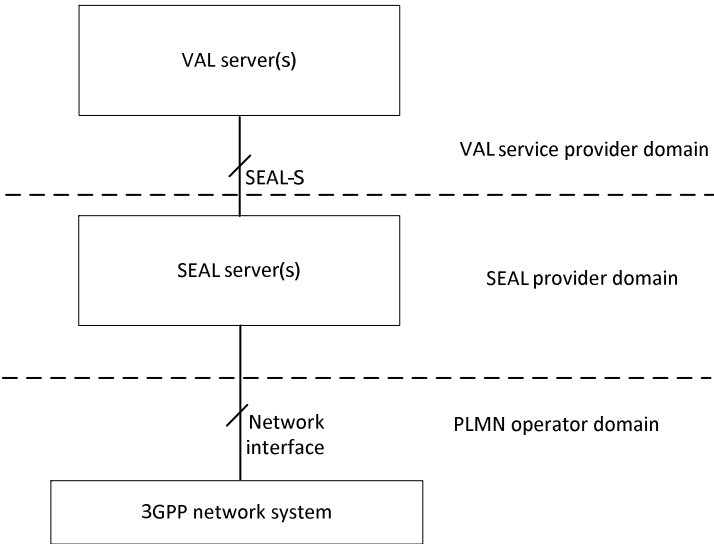 VAL server(s)
VAL service provider domain
SEAL-S
SEAL server(s)
SEAL provider domain
Network
interface
PLMN operator domain
3GPP network system